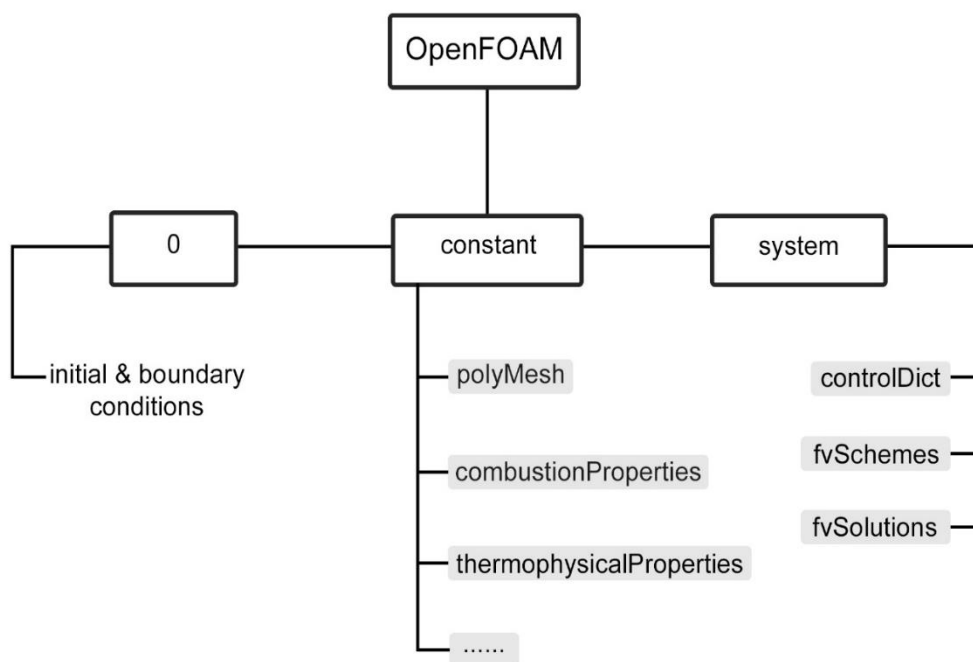 OpenFOAM
0
constant
system
initial & boundary
conditions
polyMesh
combustionProperties
thermophysicalProperties
......
controlDict
fvSchemes
fvSolutions